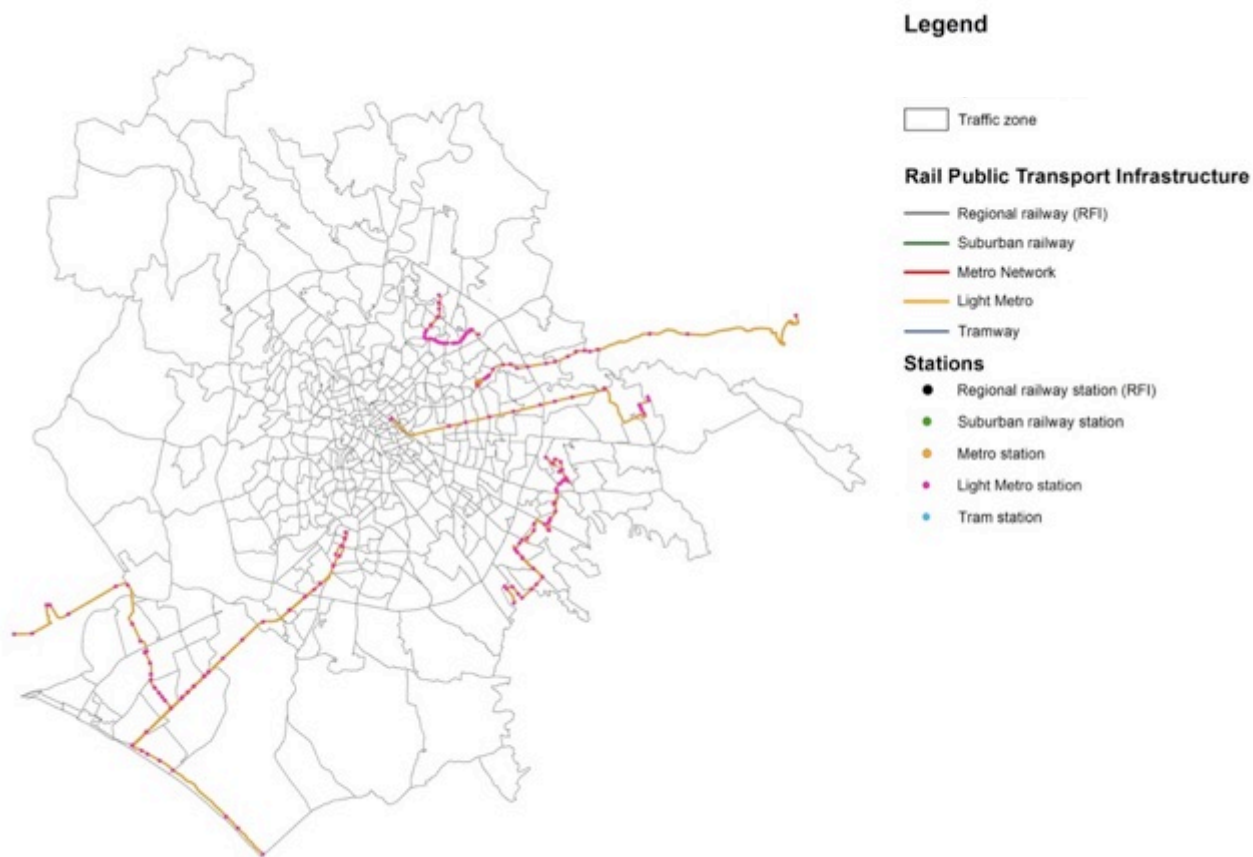 Legend
Traffic zone
Rail Public Transport Infrastructure
Regional railway (RFI)
Suburban railway
Metro Network
Light Metro
Tramway
Stations
Regional railway station (RFI)
Suburban railway station
Metro station
Light Metro station
Tram station